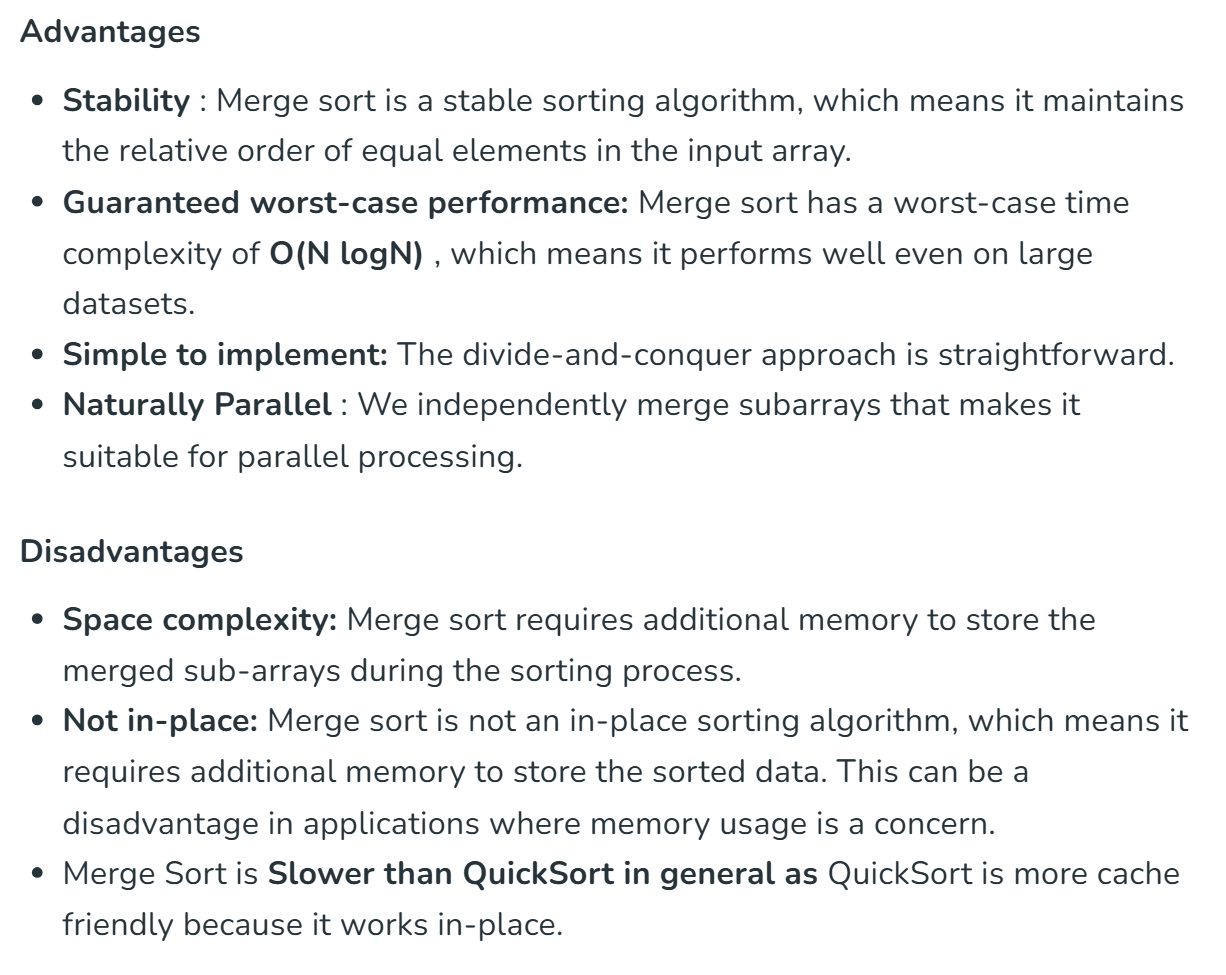 Advantages
• Stability : Merge sort is a stable sorting algorithm, which means it maintains
the relative order of equal elements in the input array.
• Guaranteed worst-case performance: Merge sort has a worst-case time
complexity of O(N logN) , which means it performs well even on large
datasets.
• Simple to implement: The divide-and-conquer approach is straightforward.
• Naturally Parallel : We independently merge subarrays that makes it
suitable for parallel processing.
Disadvantages
• Space complexity: Merge sort requires additional memory to store the
merged sub-arrays during the sorting process.
• Not in-place: Merge sort is not an in-place sorting algorithm, which means it
requires additional memory to store the sorted data. This can be a
disadvantage in applications where memory usage is a concern.
• Merge Sort is Slower than QuickSort in general as QuickSort is more cache
friendly because it works in-place.